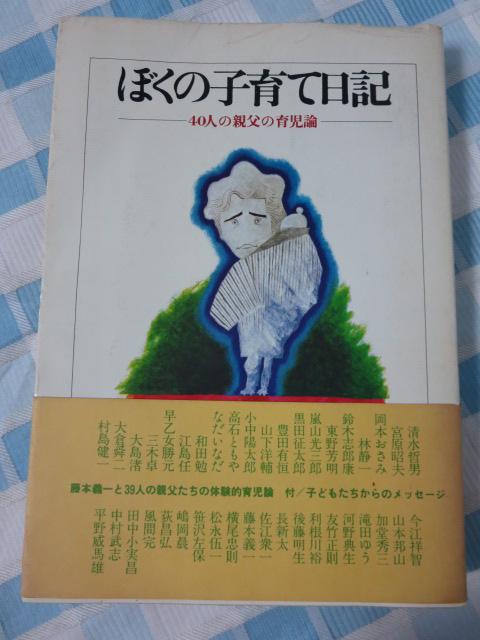 ぼくの子育て日記
40人の親父の育児論
清水哲男
宮原昭夫
岡本おさみ
林静一
鈴木志郎康
東野芳明
嵐山光三郎
黒田征太郎
豊田有恒
山下洋輔
小中陽太郎
高石ともや
なだいなだ
和田勉
江島任
早乙女勝元
三木卓
大島渚
大倉舜二
村島健一
藤本義一と39人の親父たちの体験的育児論 付/子どもたちからのメッセージ
今江祥智
山本邦山
加堂秀三
滝田ゆう
河野典生
友竹正則
利根川裕
後藤明生
長新太
佐江衆一
藤本義一
横尾忠則
松永伍一
笹沢左保
嶋岡晨
荻昌弘
風間完
田中小実昌
中村武志
平野威馬雄